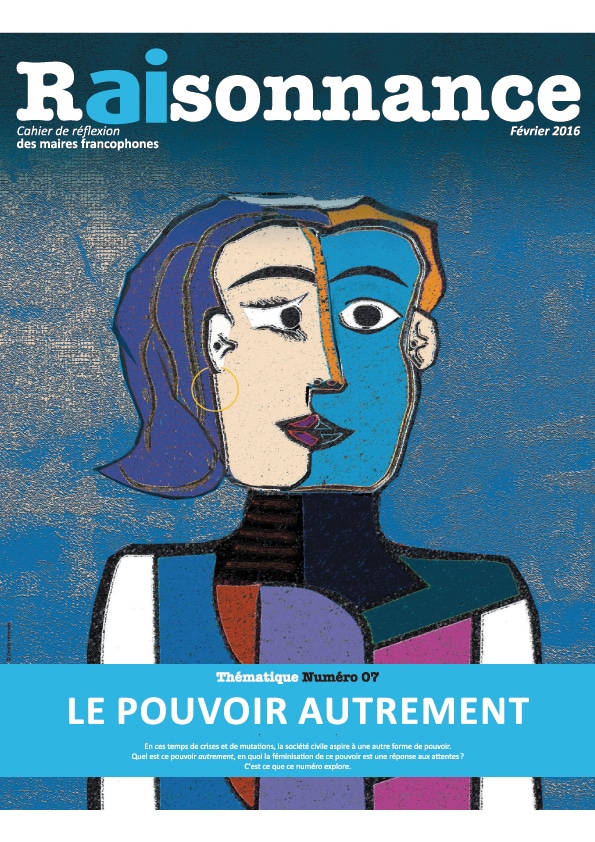 Raisonnance
Cahier de réflexion
des maires francophones
Février 2016
Thématique Numéro 07
LE POUVOIR AUTREMENT
En ces temps de crises et de mutations, la société civile aspire à une autre forme de pouvoir.
Quel est ce pouvoir autrement, en quoi la féminisation de ce pouvoir est une réponse aux attentes ?
C'est ce que ce numéro explore.